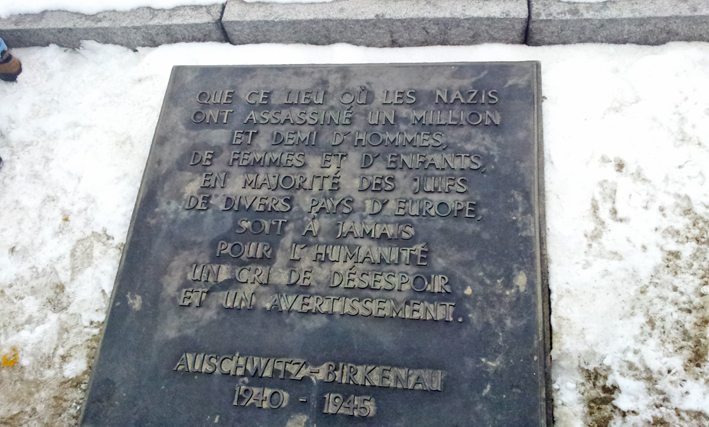 QUE CE LIEU OÙ LES NAZIS
ONT ASSASSINÉ UN MILLION
ET DEMI D'HOMMES,
DE FEMMES ET D'ENFANTS,
EN MAJORITÉ DES JUIFS
DE DIVERS PAYS D'EUROPE,
SOIT À JAMAIS
POUR L'HUMANITÉ
UN CRI DE DÉSESPOIR
ET UN AVERTISSEMENT.
AUSCHWITZ-BIRKENAU
1940 - 1945